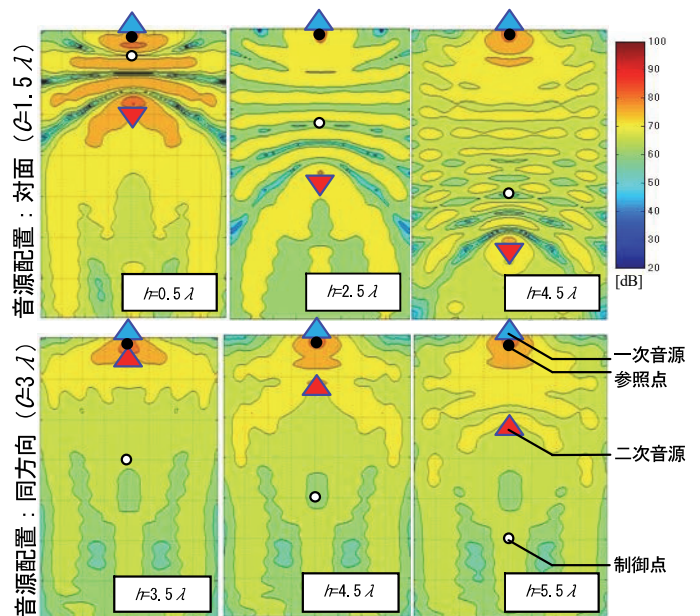 音源配置：対面（C=1.5λ）
h=0.5λ
h=2.5λ
h=4.5λ
100
90
80
70
60
50
40
30
20
[dB]
音源配置：同方向（C=3λ）
h=3.5λ
h=4.5λ
h=5.5λ
一次音源
参照点
二次音源
制御点